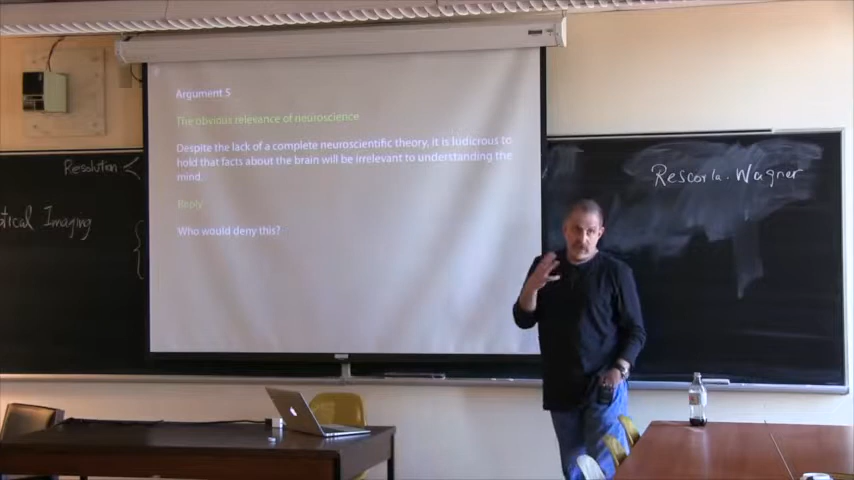 Argument 5
The obvious relevance of neuroscience
Despite the lack of a complete neuroscientific theory, it is ludicrous to
hold that facts about the brain will be irrelevant to understanding the
mind.
Reply
Who would deny this?
Resolution
Imaging
Rescorla. Wagner